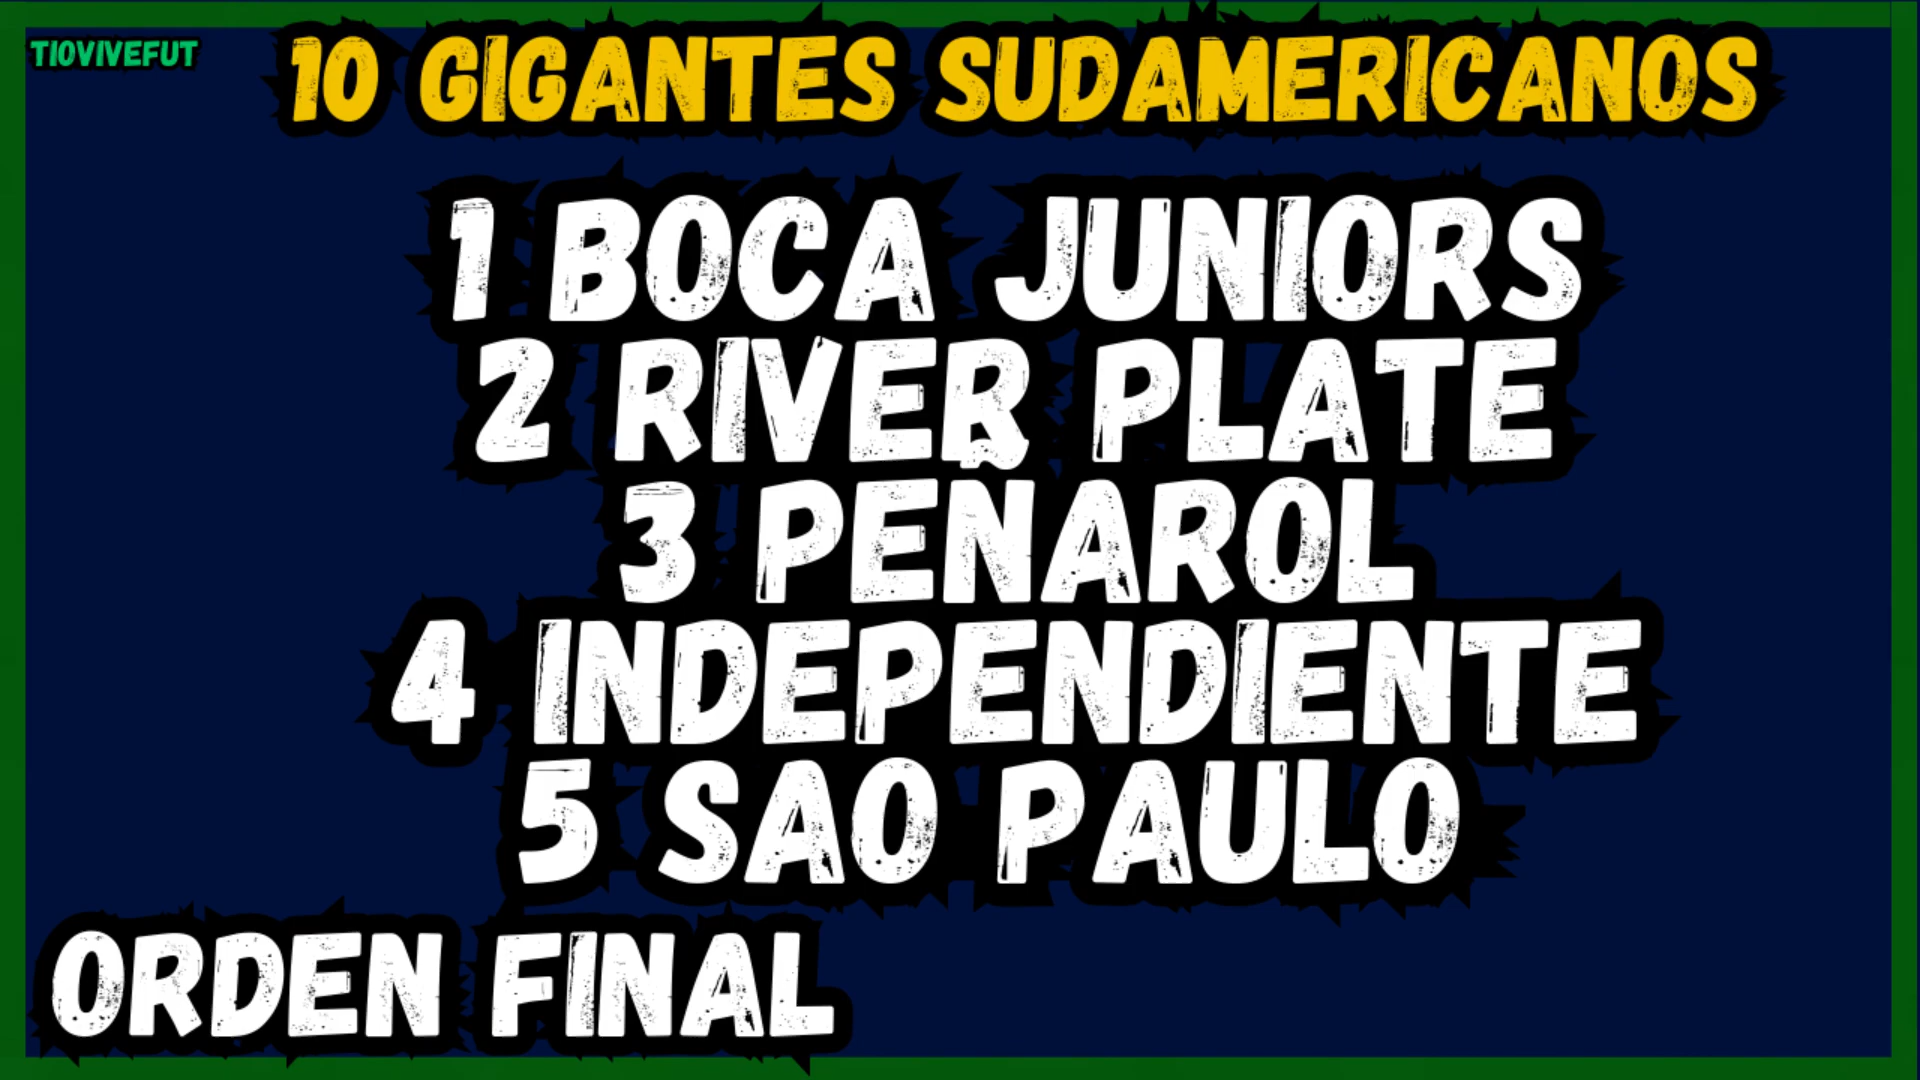 TIOVIVEFUT
10 GIGANTES SUDAMERICANOS
1 BOCA JUNIORS
2 RIVER PLATE
3 PEÑAROL
4 INDEPENDIENTE
5 SAO PAULO
ORDEN FINAL